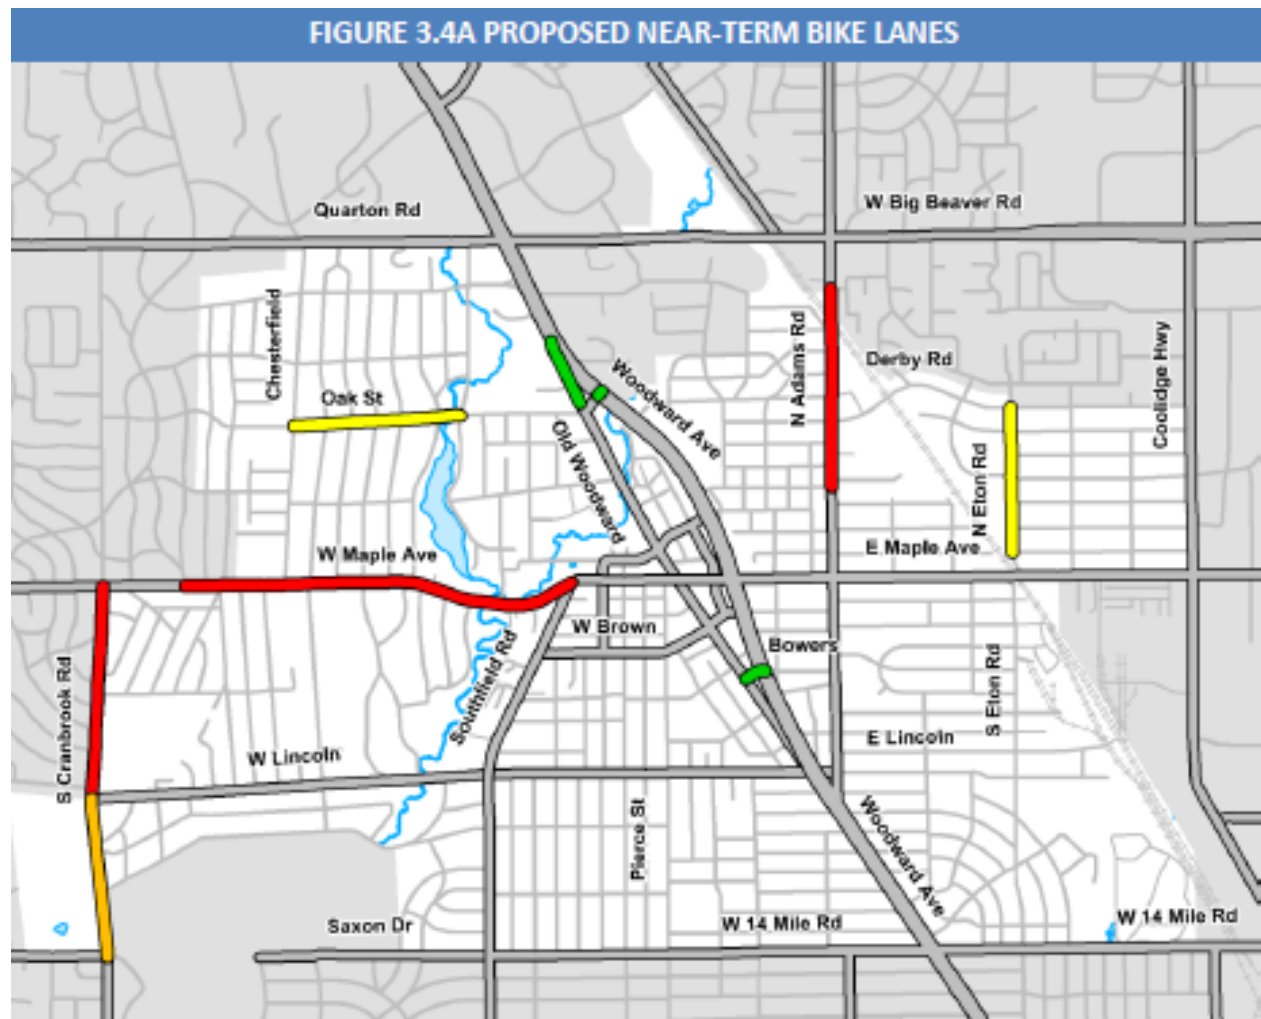 FIGURE 3.4A PROPOSED NEAR-TERM BIKE LANES
Quarton Rd
W Big Beaver Rd
Chesterfield
Oak St
Woodward Ave
N Adams Rd
Derby Rd
Coolidge Hwy
Old Woodward
N Eton Rd
W Maple Ave
E Maple Ave
W Brown
Bowers
Southfield Rd
S Eton Rd
S Cranbrook Rd
W Lincoln
E Lincoln
Pierce St
Woodward Ave
Saxon Dr
W 14 Mile Rd
W 14 Mile Rd